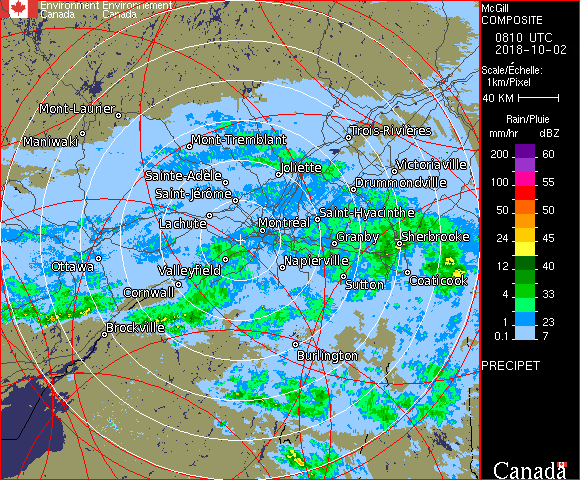 Environment Environnement
Canada Canada
McGill
COMPOSITE
0810 UTC
2018-10-02
Scale/Échelle:
1km/Pixel
40 KM
Rain/Pluie
mm/hr dBZ
200 60
100 55
50 50
24 45
12 40
4 33
1 23
0.1 7
PRECIPET
Canada
Mont-Laurier
Maniwaki
Mont-Tremblant
Trois-Rivières
Sainte-Adèle
Joliette
Victoriaville
Saint-Jérôme
Drummondville
Lachute
Montréal
Saint-Hyacinthe
Granby
Sherbrooke
Ottawa
Valleyfield
Napierville
Cornwall
Sutton
Coaticook
Brockville
Burlington